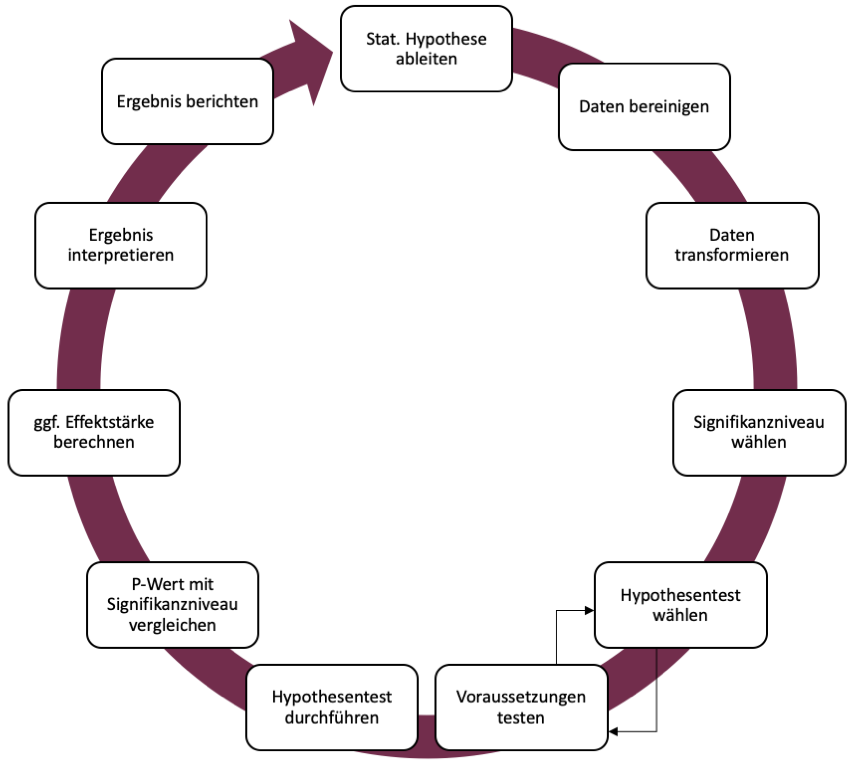 Stat. Hypothese
ableiten
Daten bereinigen
Daten
transformieren
Signifikanzniveau
wählen
Hypothesentest
wählen
Voraussetzungen
testen
Hypothesentest
durchführen
P-Wert mit
Signifikanzniveau
vergleichen
ggf. Effektstärke
berechnen
Ergebnis
interpretieren
Ergebnis berichten